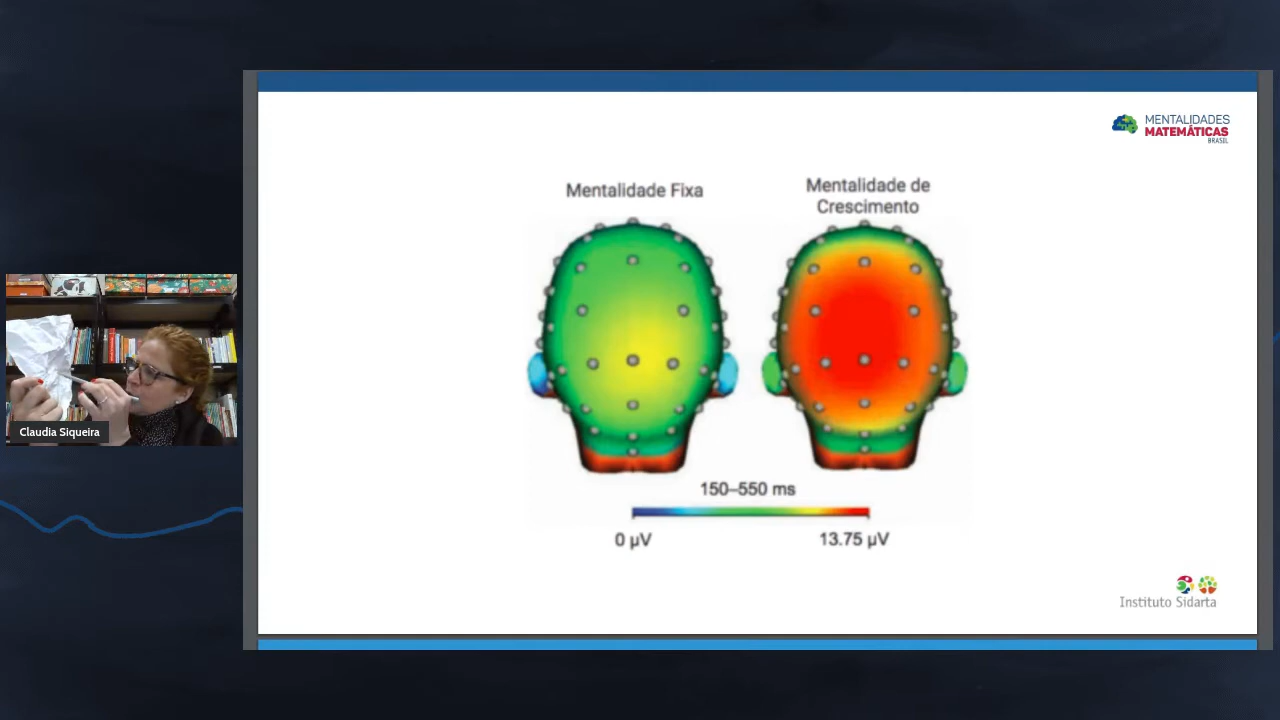 MENTALIDADES
MATEMÁTICAS
BRASIL
Mentalidade Fixa
Mentalidade de
Crescimento
Claudia Siqueira
150–550 ms
0 µV
13.75 µV
Instituto Sidarta